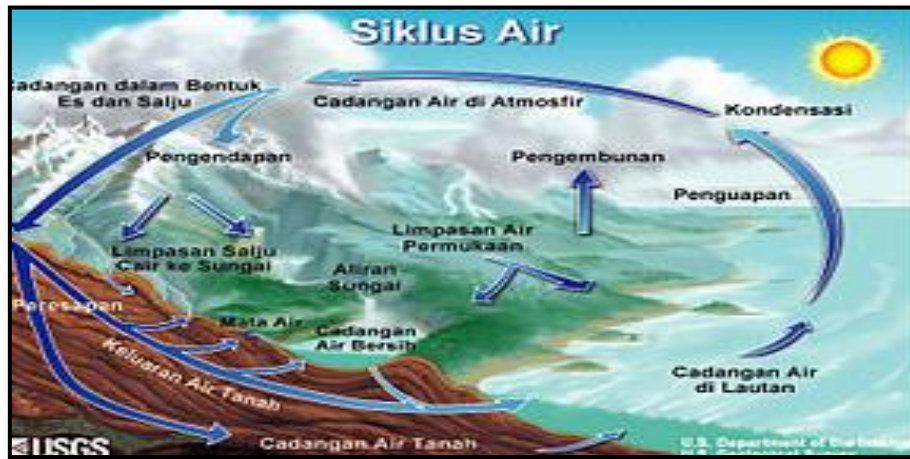 Siklus Air
Cadangan dalam Bentuk
Es dan Salju
Cadangan Air di Atmosfir
Kondensasi
Pengendapan
Pengembunan
Penguapan
Limpasan Salju
Cair ke Sungai
Limpasan Air
Permukaan
Aliran
Sungai
Peresapan
Mata Air
Cadangan
Air Bersih
Keluaran Air Tanah
Cadangan Air
di Lautan
Cadangan Air Tanah
USGS
U.S. Department of the